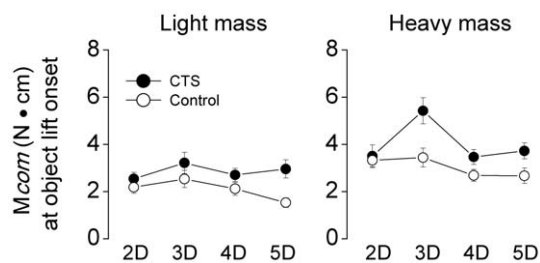 Light mass
Heavy mass
Mcom (N • cm)
at object lift onset
8
6
4
2
0
CTS
Control
2D 3D 4D 5D
8
6
4
2
0
2D 3D 4D 5D